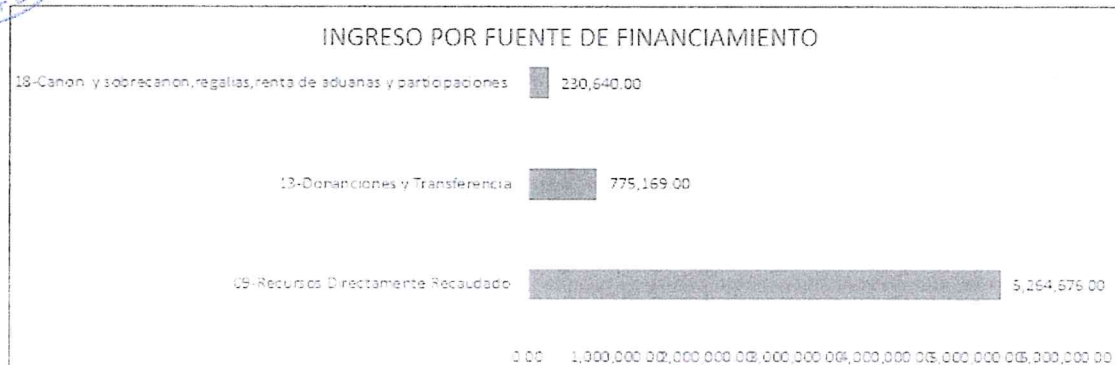 INGRESO POR FUENTE DE FINANCIAMIENTO
18-Canon y sobrecanon,regalias,renta de aduanas y participaciones 230,640.00
13-Donanciones y Transferencia 775,169.00
09-Recursos Directamente Recaudado 5,264,676.00
0.00 1,000,000.00 2,000,000.00 3,000,000.00 4,000,000.00 5,000,000.00 6,000,000.00